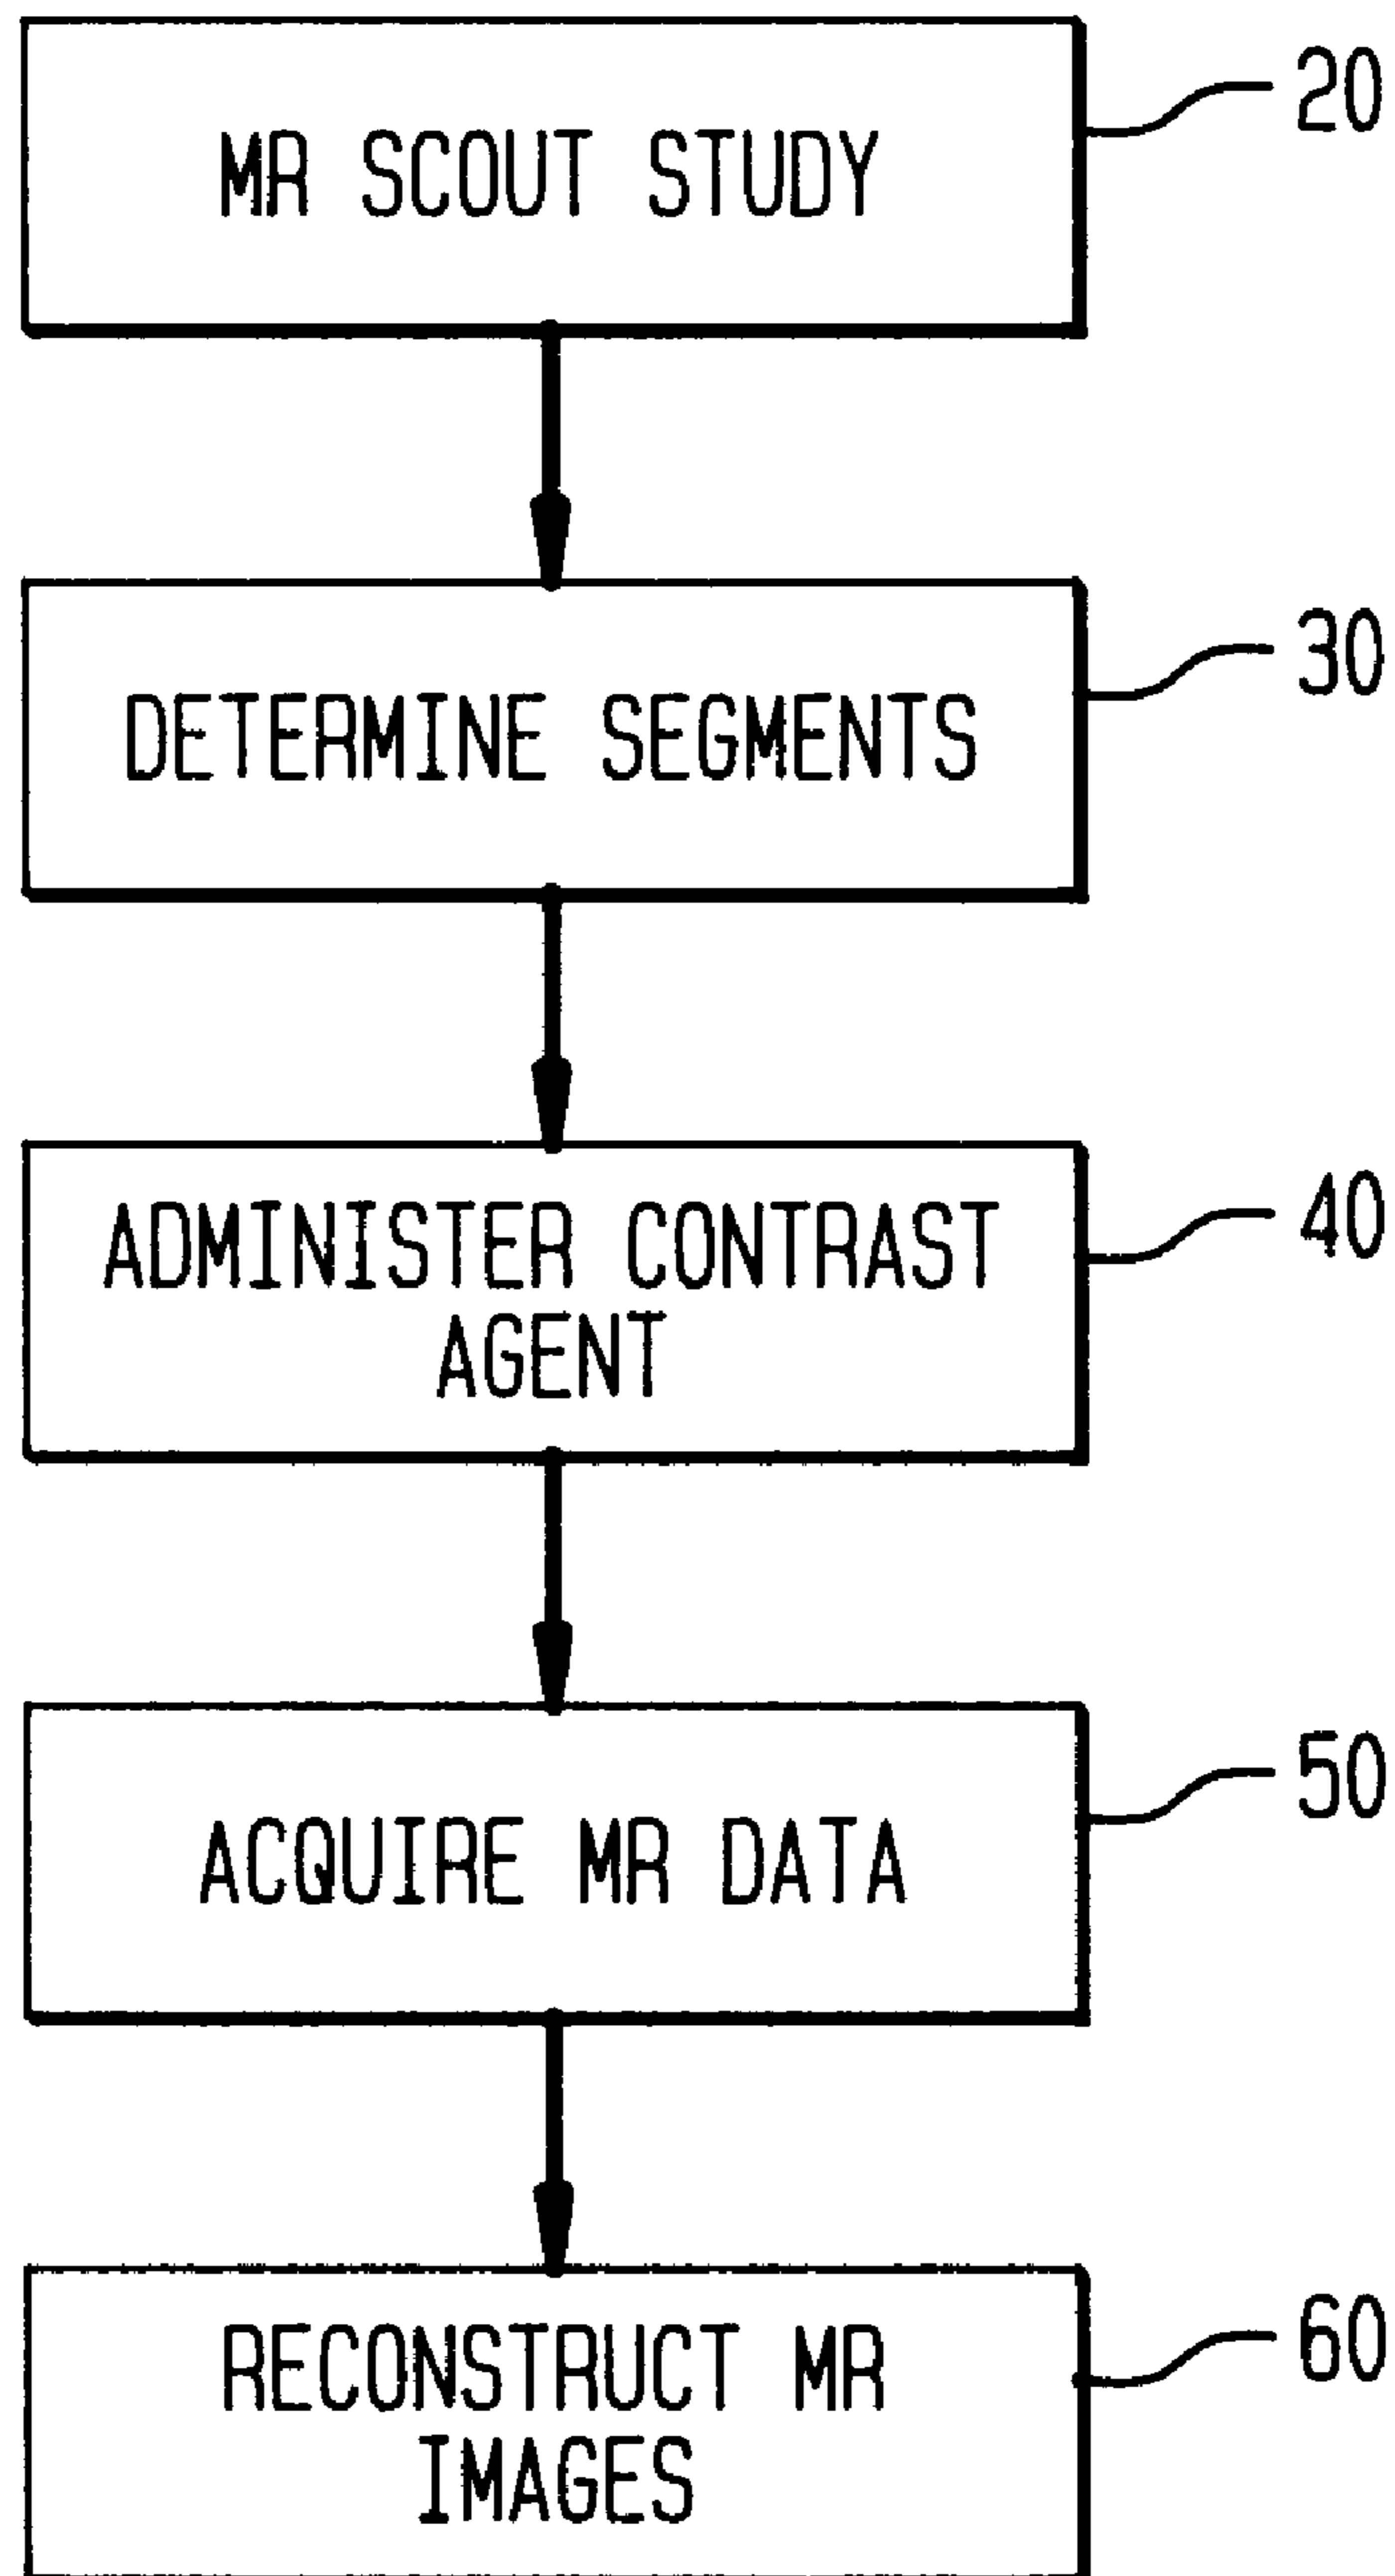 MR SCOUT STUDY
20
DETERMINE SEGMENTS
30
ADMINISTER CONTRAST
AGENT
40
ACQUIRE MR DATA
50
RECONSTRUCT MR
IMAGES
60